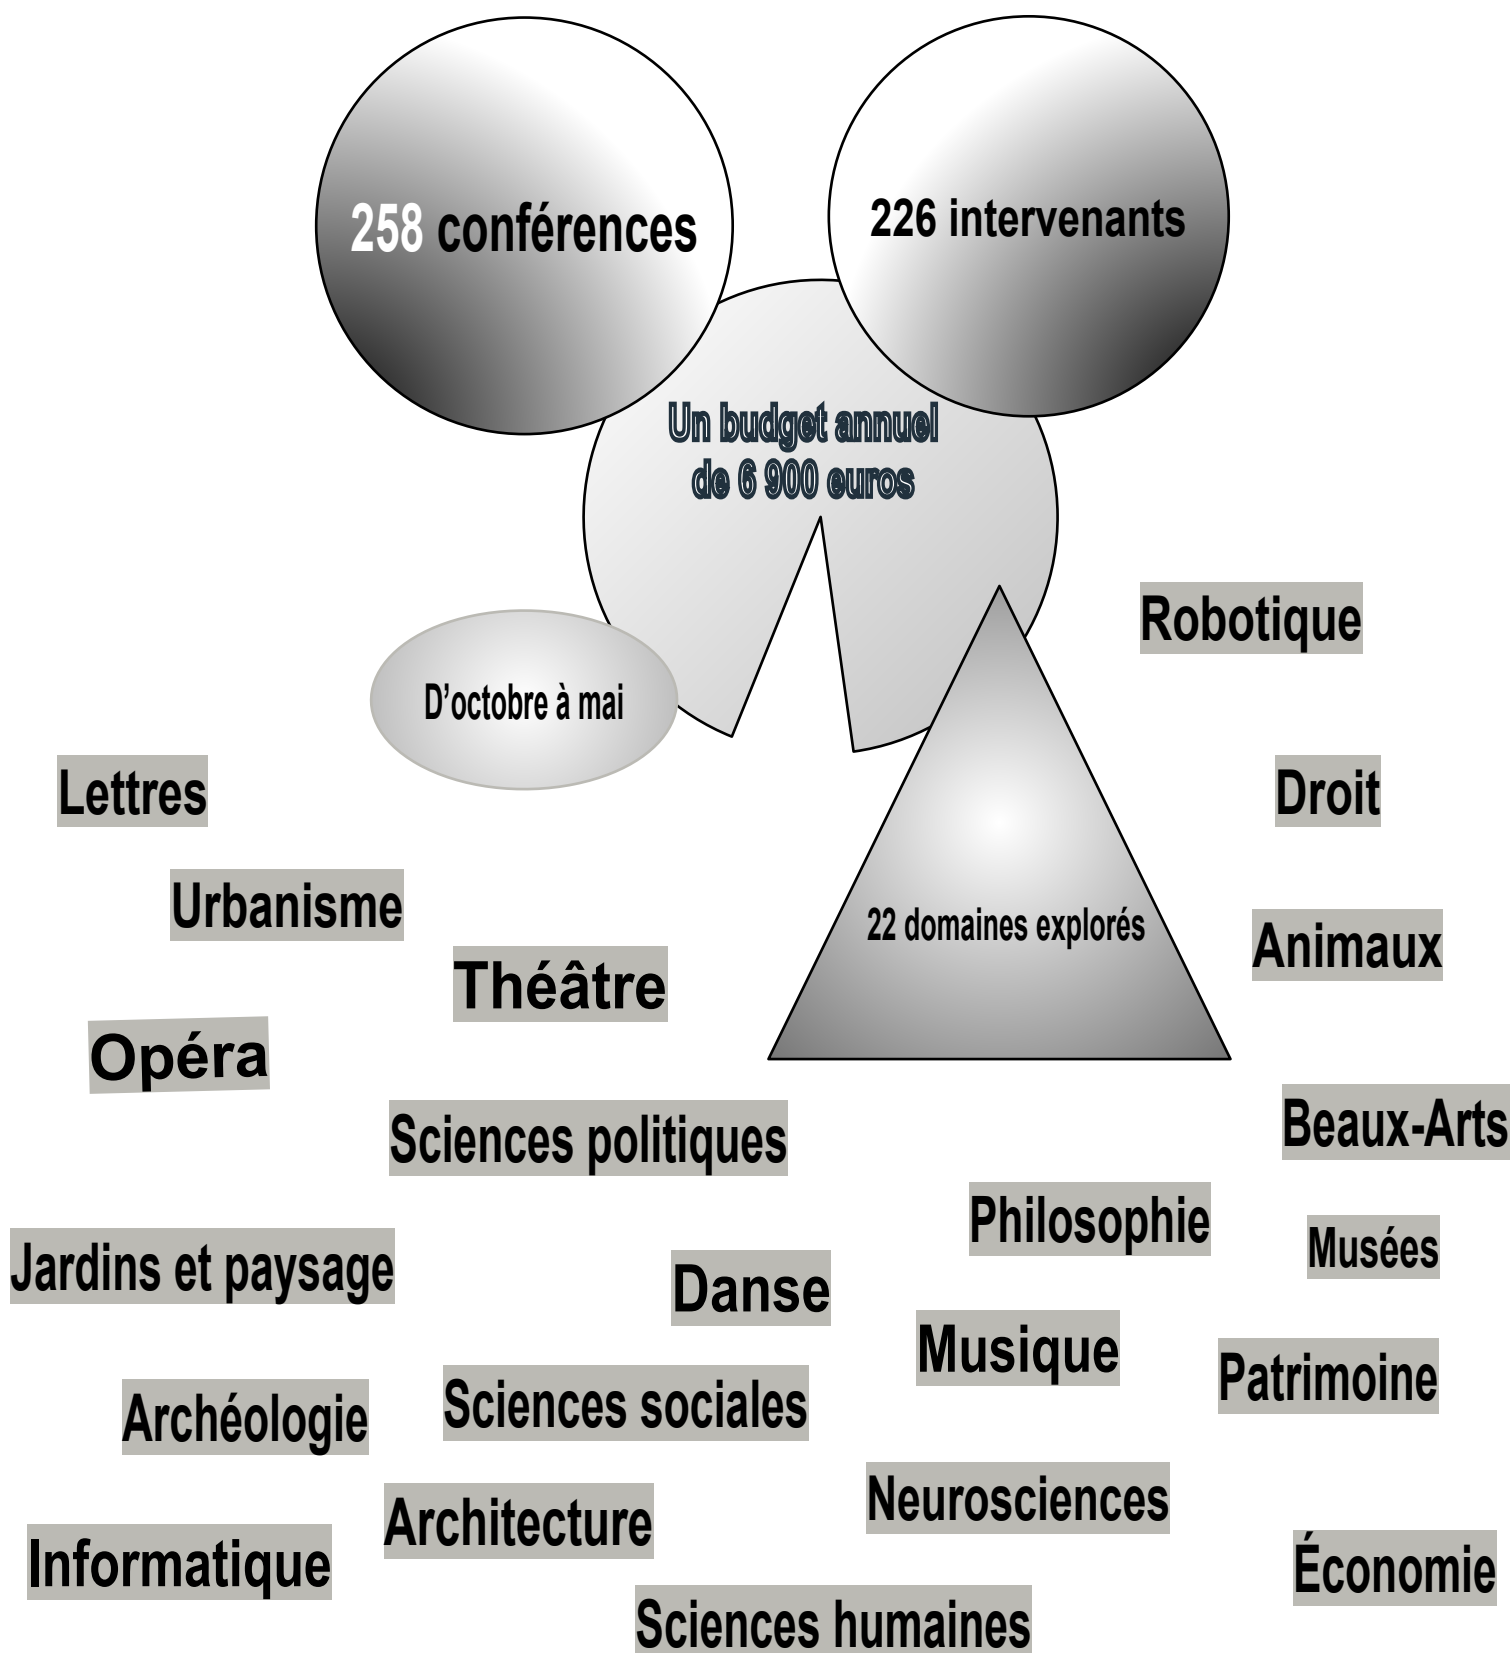 258 conférences
226 intervenants
Un budget annuel
de 6 900 euros
Robotique
D’octobre à mai
Lettres
Droit
Urbanisme
22 domaines explorés
Animaux
Théâtre
Opéra
Beaux-Arts
Sciences politiques
Philosophie
Musées
Jardins et paysage
Danse
Musique
Patrimoine
Sciences sociales
Archéologie
Neurosciences
Architecture
Informatique
Économie
Sciences humaines